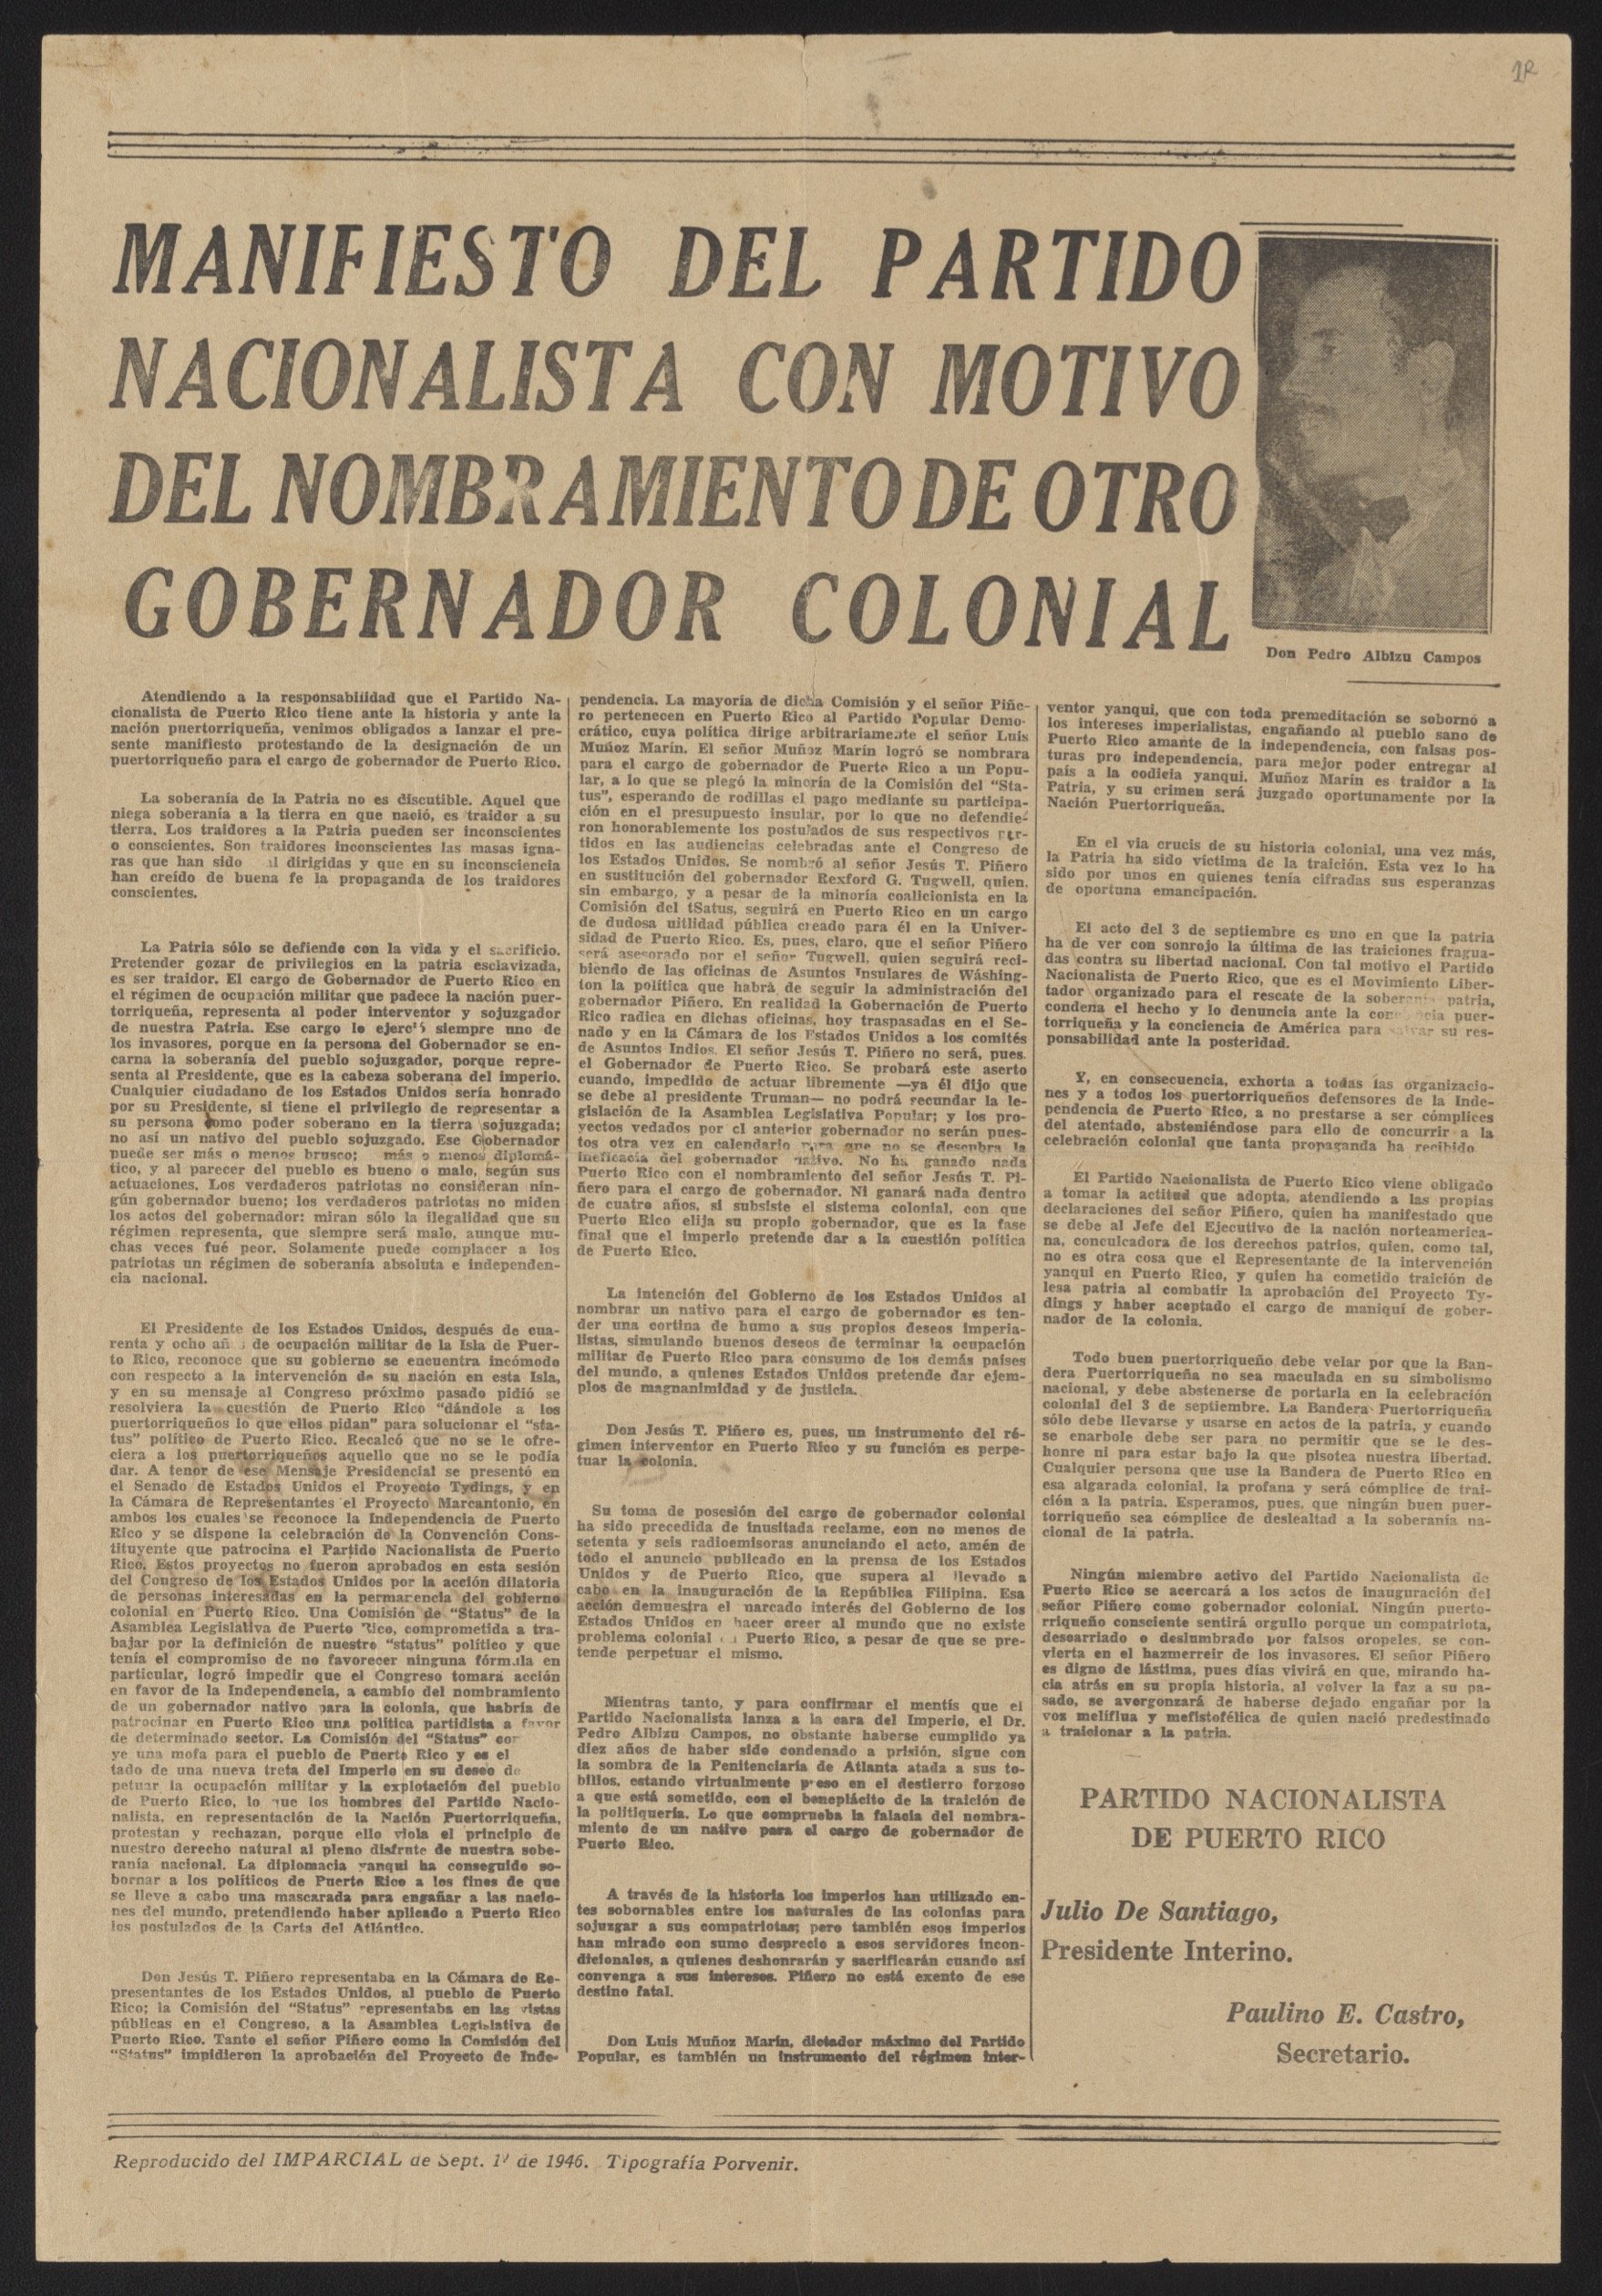 1R
MANIFIESTO DEL PARTIDO
NACIONALISTA CON MOTIVO
DEL NOMBRAMIENTO DE OTRO
GOBERNADOR COLONIAL
Don Pedro Albizu Campos
Atendiendo a la responsabilidad que el Partido Na-
cionalista de Puerto Rico tiene ante la historia y ante la
nación puertorriqueña, venimos obligados a lanzar el pre-
sente manifiesto protestando de la designación de un
puertorriqueño para el cargo de gobernador de Puerto Rico.
La soberanía de la Patria no es discutible. Aquel que
niega soberanía a la tierra en que nació, es traidor a su
tierra. Los traidores a la Patria pueden ser inconscientes
o conscientes. Son traidores inconscientes las masas igna-
ras que han sido al dirigidas y que en su inconsciencia
han creído de buena fe la propaganda de los traidores
conscientes.
La Patria sólo se defiende con la vida y el sacrificio.
Pretender gozar de privilegios en la patria esclavizada,
es ser traidor. El cargo de Gobernador de Puerto Rico en
el régimen de ocupación militar que padece la nación puer-
torriqueña, representa al poder interventor y sojuzgador
de nuestra Patria. Ese cargo lo ejerció siempre uno de
los invasores, porque en la persona del Gobernador se en-
carna la soberanía del pueblo sojuzgador, porque repre-
senta al Presidente, que es la cabeza soberana del imperio.
Cualquier ciudadano de los Estados Unidos sería honrado
por su Presidente, si tiene el privilegio de representar a
su persona como poder soberano en la tierra sojuzgada;
no así un nativo del pueblo sojuzgado. Ese Gobernador
puede ser más o menos brusco; más o menos diplomá-
tico, y al parecer del pueblo es bueno o malo, según sus
actuaciones. Los verdaderos patriotas no consideran nin-
gún gobernador bueno; los verdaderos patriotas no miden
los actos del gobernador: miran sólo la ilegalidad que su
régimen representa, que siempre será malo, aunque mu-
chas veces fué peor. Solamente puede complacer a los
patriotas un régimen de soberanía absoluta e independen-
cia nacional.
El Presidente de los Estados Unidos, después de cua-
renta y ocho años de ocupación militar de la Isla de Puer-
to Rico, reconoce que su gobierno se encuentra incómodo
con respecto a la intervención de su nación en esta Isla,
y en su mensaje al Congreso próximo pasado pidió se
resolviera la cuestión de Puerto Rico "dándole a los
puertorriqueños lo que ellos pidan" para solucionar el "sta-
tus" político de Puerto Rico. Recalcó que no se le ofre-
ciera a los puertorriqueños aquello que no se le podía
dar. A tenor de ese Mensaje Presidencial se presentó en
el Senado de Estados Unidos el Proyecto Tydings, y en
la Cámara de Representantes el Proyecto Marcantonio, en
ambos los cuales se reconoce la Independencia de Puerto
Rico y se dispone la celebración de la Convención Cons-
tituyente que patrocina el Partido Nacionalista de Puerto
Rico. Estos proyectos no fueron aprobados en esta sesión
del Congreso de los Estados Unidos por la acción dilatoria
de personas interesadas en la permanencia del gobierno
colonial en Puerto Rico. Una Comisión de "Status" de la
Asamblea Legislativa de Puerto Rico, comprometida a tra-
bajar por la definición de nuestro "status" político y que
tenía el compromiso de no favorecer ninguna fórmula en
particular, logró impedir que el Congreso tomara acción
en favor de la Independencia, a cambio del nombramiento
de un gobernador nativo para la colonia, que habría de
patrocinar en Puerto Rico una política partidista a favor
de determinado sector. La Comisión del "Status"
ye una mofa para el pueblo de Puerto Rico y es el
tado de una nueva treta del Imperio en su deseo de
petuar la ocupación militar y la explotación del pueblo
de Puerto Rico, lo que los hombres del Partido Nacio-
nalista, en representación de la Nación Puertorriqueña,
protestan y rechazan, porque ello viola el principio de
nuestro derecho natural al pleno disfrute de nuestra sobe-
ranía nacional. La diplomacia yanqui ha conseguido so-
bornar a los políticos de Puerto Rico a los fines de que
se lleve a cabo una mascarada para engañar a las nacio-
nes del mundo, pretendiendo haber aplicado a Puerto Rico
los postulados de la Carta del Atlántico.
Don Jesús T. Piñero representaba en la Cámara de Re-
presentantes de los Estados Unidos, al pueblo de Puerto
Rico; la Comisión del "Status" representaba en las vistas
públicas en el Congreso, a la Asamblea Legislativa de
Puerto Rico. Tanto el señor Piñero como la Comisión del
"Status" impidieron la aprobación del Proyecto de Inde-
pendencia. La mayoría de dicha Comisión y el señor Piñe-
ro pertenecen en Puerto Rico al Partido Popular Demo-
crático, cuya política dirige arbitrariamente el señor Luis
Muñoz Marín. El señor Muñoz Marín logró se nombrara
para el cargo de gobernador de Puerto Rico a un Popu-
lar, a lo que se plegó la minoría de la Comisión del "Sta-
tus", esperando de rodillas el pago mediante su participa-
ción en el presupuesto insular, por lo que no defendie-
ron honorablemente los postulados de sus respectivos par-
tidos en las audiencias celebradas ante el Congreso de
los Estados Unidos. Se nombró al señor Jesús T. Piñero
en sustitución del gobernador Rexford G. Tugwell, quien,
sin embargo, y a pesar de la minoría coalicionista en la
Comisión del tSatus, seguirá en Puerto Rico en un cargo
de dudosa uitlidad pública creado para él en la Univer-
sidad de Puerto Rico. Es, pues, claro, que el señor Piñero
será asesorado por el señor Tugwell, quien seguirá reci-
biendo de las oficinas de Asuntos Insulares de Wáshing-
ton la política que habrá de seguir la administración del
gobernador Piñero. En realidad la Gobernación de Puerto
Rico radica en dichas oficinas, hoy traspasadas en el Se-
nado y en la Cámara de los Estados Unidos a los comités
de Asuntos Indios. El señor Jesús T. Piñero no será, pues.
el Gobernador de Puerto Rico. Se probará este aserto
cuando, impedido de actuar libremente —ya él dijo que
se debe al presidente Truman— no podrá secundar la le-
gislación de la Asamblea Legislativa Popular; y los pro-
yectos vedados por el anterior gobernador no serán pues-
tos otra vez en calendario para que no se descubra la
ineficacia del gobernador nativo. No ha ganado nada
Puerto Rico con el nombramiento del señor Jesús T. Pi-
ñero para el cargo de gobernador. Ni ganará nada dentro
de cuatro años, si subsiste el sistema colonial, con que
Puerto Rico elija su propio gobernador, que es la fase
final que el imperio pretende dar a la cuestión política
de Puerto Rico.
La intención del Gobierno de los Estados Unidos al
nombrar un nativo para el cargo de gobernador es ten-
der una cortina de humo a sus propios deseos imperia-
listas, simulando buenos deseos de terminar la ocupación
militar de Puerto Rico para consumo de los demás países
del mundo, a quienes Estados Unidos pretende dar ejem-
plos de magnanimidad y de justicia.
Don Jesús T. Piñero es, pues, un instrumento del ré-
gimen interventor en Puerto Rico y su función es perpe-
tuar la colonia.
Su toma de posesión del cargo de gobernador colonial
ha sido precedida de inusitada reclame, con no menos de
setenta y seis radioemisoras anunciando el acto, amén de
todo el anuncio publicado en la prensa de los Estados
Unidos y de Puerto Rico, que supera al llevado a
cabo en la inauguración de la República Filipina. Esa
acción demuestra el marcado interés del Gobierno de los
Estados Unidos en hacer creer al mundo que no existe
problema colonial Puerto Rico, a pesar de que se pre-
tende perpetuar el mismo.
Mientras tanto, y para confirmar el mentís que el
Partido Nacionalista lanza a la cara del Imperio, el Dr.
Pedro Albizu Campos, no obstante haberse cumplido ya
diez años de haber sido condenado a prisión, sigue con
la sombra de la Penitenciaría de Atlanta atada a sus to-
billos, estando virtualmente preso en el destierro forzoso
a que está sometido, con el beneplácito de la traición de
la politiquería. Lo que comprueba la falacia del nombra-
miento de un nativo para el cargo de gobernador de
Puerto Rico.
A través de la historia los imperios han utilizado en-
tes sobornables entre los naturales de las colonias para
sojuzgar a sus compatriotas; pero también esos imperios
han mirado con sumo desprecio a esos servidores incon-
dicionales, a quienes deshonrarán y sacrificarán cuando así
convenga a sus intereses. Piñero no está exento de ese
destino fatal.
Don Luis Muñoz Marín, dictador máximo del Partido
Popular, es también un instrumento del régimen inter-
ventor yanqui, que con toda premeditación se sobornó a
los intereses imperialistas, engañando al pueblo sano de
Puerto Rico amante de la independencia, con falsas pos-
turas pro independencia, para mejor poder entregar al
país a la codicia yanqui. Muñoz Marín es traidor a la
Patria, y su crimen será juzgado oportunamente por la
Nación Puertorriqueña.
En el via crucis de su historia colonial, una vez más,
la Patria ha sido víctima de la traición. Esta vez lo ha
sido por unos en quienes tenía cifradas sus esperanzas
de oportuna emancipación.
El acto del 3 de septiembre es uno en que la patria
ha de ver con sonrojo la última de las traiciones fragua-
das contra su libertad nacional. Con tal motivo el Partido
Nacionalista de Puerto Rico, que es el Movimiento Liber-
tador organizado para el rescate de la soberanía patria,
condena el hecho y lo denuncia ante la conciencia puer-
torriqueña y la conciencia de América para salvar su res-
ponsabilidad ante la posteridad.
Y, en consecuencia, exhorta a todas las organizacio-
nes y a todos los puertorriqueños defensores de la Inde-
pendencia de Puerto Rico, a no prestarse a ser cómplices
del atentado, absteniéndose para ello de concurrir a la
celebración colonial que tanta propaganda ha recibido.
El Partido Nacionalista de Puerto Rico viene obligado
a tomar la actitud que adopta, atendiendo a las propias
declaraciones del señor Piñero, quien ha manifestado que
se debe al Jefe del Ejecutivo de la nación norteamerica-
na, conculcadora de los derechos patrios, quien, como tal,
no es otra cosa que el Representante de la intervención
yanqui en Puerto Rico, y quien ha cometido traición de
lesa patria al combatir la aprobación del Proyecto Ty-
dings y haber aceptado el cargo de maniquí de gober-
nador de la colonia.
Todo buen puertorriqueño debe velar por que la Ban-
dera Puertorriqueña no sea maculada en su simbolismo
nacional, y debe abstenerse de portarla en la celebración
colonial del 3 de septiembre. La Bandera Puertorriqueña
sólo debe llevarse y usarse en actos de la patria, y cuando
se enarbole debe ser para no permitir que se le des-
honre ni para estar bajo la que pisotea nuestra libertad.
Cualquier persona que use la Bandera de Puerto Rico en
esa algarada colonial, la profana y será cómplice de trai-
ción a la patria. Esperamos, pues, que ningún buen puer-
torriqueño sea cómplice de deslealtad a la soberanía na-
cional de la patria.
Ningún miembro activo del Partido Nacionalista de
Puerto Rico se acercará a los actos de inauguración del
señor Piñero como gobernador colonial. Ningún puerto-
rriqueño consciente sentirá orgullo porque un compatriota,
descarriado o deslumbrado por falsos oropeles, se con-
vierta en el hazmerreir de los invasores. El señor Piñero
es digno de lástima, pues días vivirá en que, mirando ha-
cia atrás en su propia historia, al volver la faz a su pa-
sado, se avergonzará de haberse dejado engañar por la
voz meliflua y mefistofélica de quien nació predestinado
a traicionar a la patria.
PARTIDO NACIONALISTA
DE PUERTO RICO
Julio De Santiago,
Presidente Interino.
Paulino E. Castro,
Secretario.
Reproducido del IMPARCIAL de Sept. de 1946. Tipografía Porvenir.